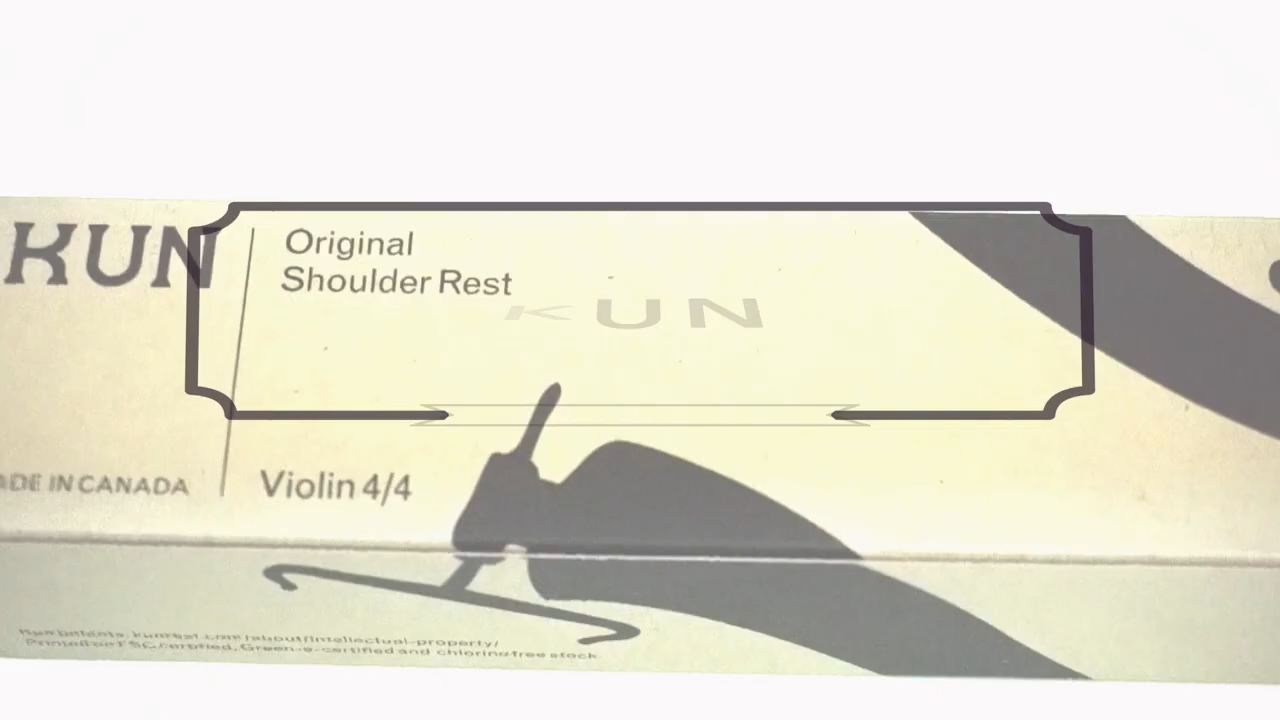 KUN
Original
Shoulder Rest
KUN
ADE IN CANADA
Violin 4/4
Kun patents: kunrest.com/about/intellectual-property/
Printed on FSC certified, Green-e-certified and chlorine free stock.